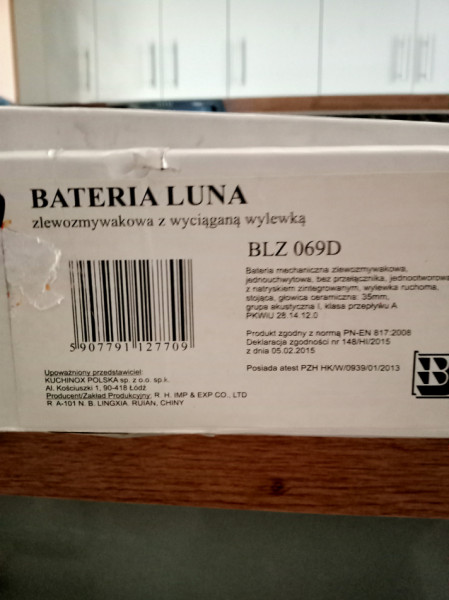 BATERIA LUNA
zlewozmywakowa z wyciąganą wylewką
BLZ 069D
Bateria mechaniczna zlewozmywakowa,
jednouchwytowa, bez przełącznika, jednootworowa
z natryskiem zintegrowanym, wylewka ruchoma,
stojąca, głowica ceramiczna: 35mm,
grupa akustyczna I, klasa przepływu A
PKWiU 28.14.12.0
Produkt zgodny z normą PN-EN 817:2008
Deklaracja zgodności nr 148/HI/2015
z dnia 05.02.2015
Posiada atest PZH HK/W/0939/01/2013
5907791127709
Upoważniony przedstawiciel:
KUCHINOX POLSKA sp. z o.o. sp.k.
Al. Kościuszki 1, 90-418 Łódź
Producent/Zakład Produkcyjny: R. H. IMP & EXP CO., LTD
R. A-101 N. B. LINGXIA. RUIAN, CHINY